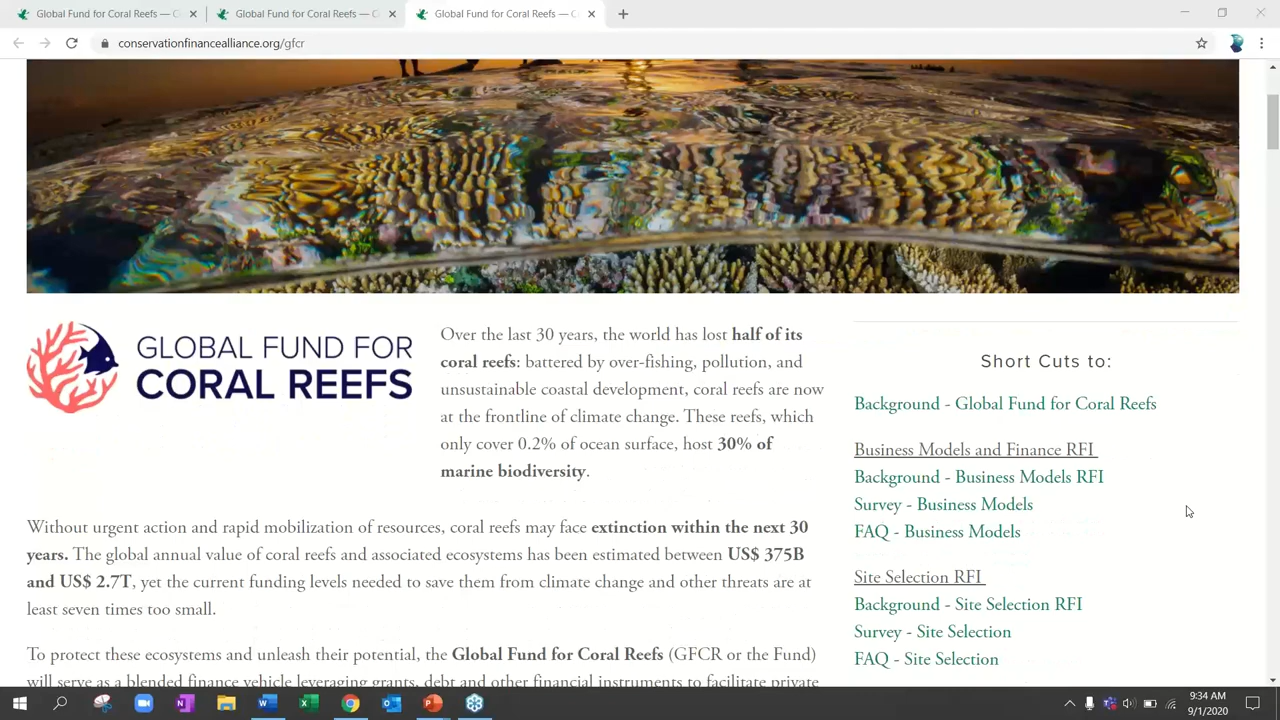 Global Fund for Coral Reefs — C
Global Fund for Coral Reefs — C
Global Fund for Coral Reefs — C
conservationfinancealliance.org/gfcr
GLOBAL FUND FOR
CORAL REEFS
Over the last 30 years, the world has lost half of its
coral reefs: battered by over-fishing, pollution, and
unsustainable coastal development, coral reefs are now
at the frontline of climate change. These reefs, which
only cover 0.2% of ocean surface, host 30% of
marine biodiversity.
Without urgent action and rapid mobilization of resources, coral reefs may face extinction within the next 30
years. The global annual value of coral reefs and associated ecosystems has been estimated between US$ 375B
and US$ 2.7T, yet the current funding levels needed to save them from climate change and other threats are at
least seven times too small.
To protect these ecosystems and unleash their potential, the Global Fund for Coral Reefs (GFCR or the Fund)
will serve as a blended finance vehicle leveraging grants, debt and other financial instruments to facilitate private
Short Cuts to:
Background - Global Fund for Coral Reefs
Business Models and Finance RFI
Background - Business Models RFI
Survey - Business Models
FAQ - Business Models
Site Selection RFI
Background - Site Selection RFI
Survey - Site Selection
FAQ - Site Selection
9:34 AM
9/1/2020